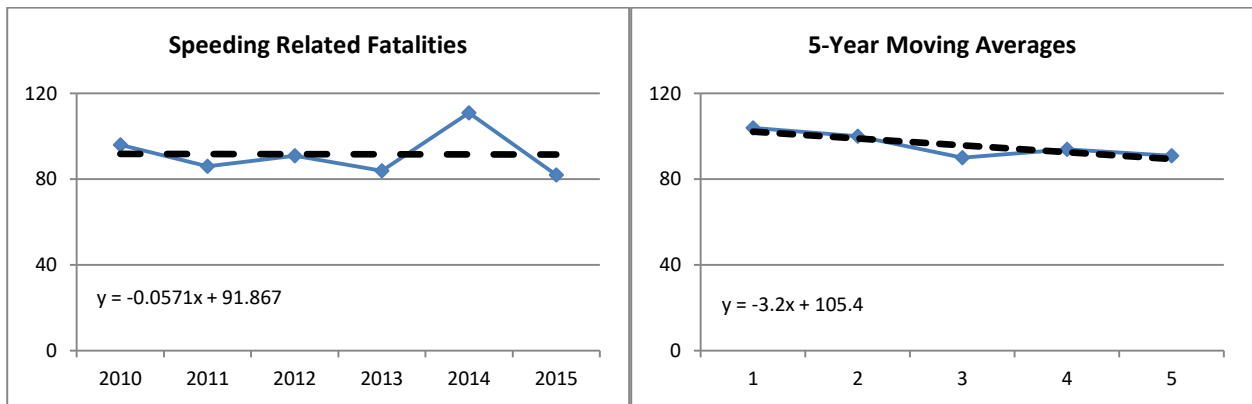 Speeding Related Fatalities
120
80
40
0
y = -0.0571x + 91.867
2010 2011 2012 2013 2014 2015
5-Year Moving Averages
120
80
40
0
y = -3.2x + 105.4
1 2 3 4 5